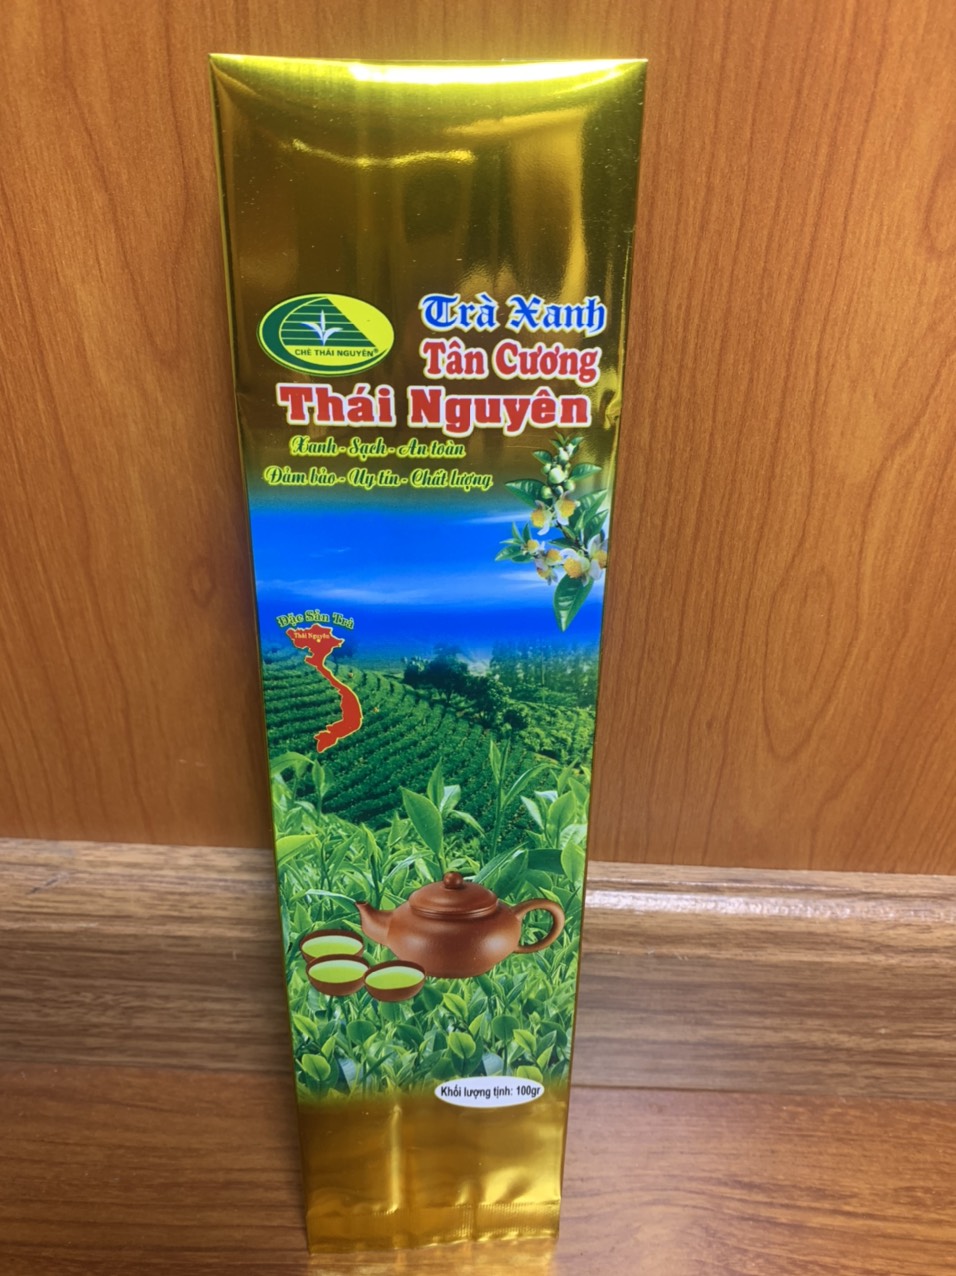 CHÈ THÁI NGUYÊN®
Trà Xanh
Tân Cương
Thái Nguyên
Xanh - Sạch - An toàn
Đảm bảo - Uy tín - Chất lượng
Đặc Sản Trà
Thái Nguyên
Khối lượng tịnh: 100gr